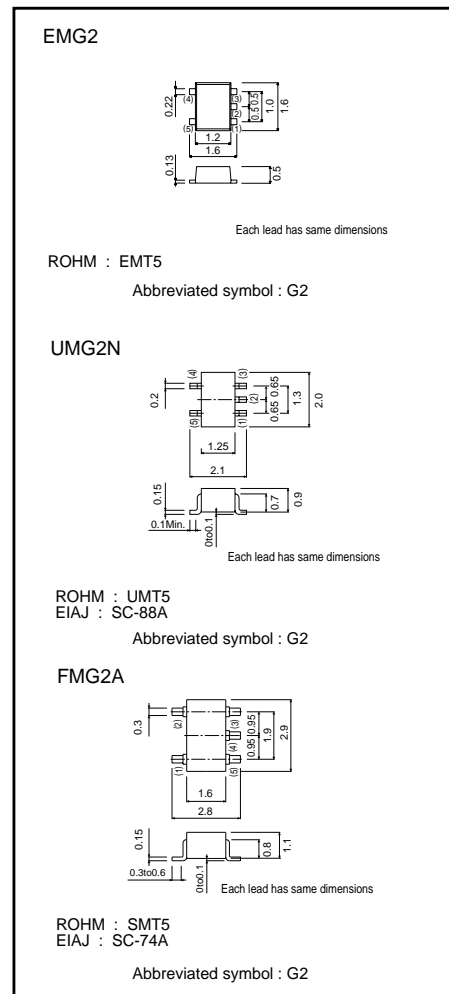 EMG2
0.22
(4)
(3)
(2)
(5)
(1)
0.5
0.5
1.0
1.6
1.2
1.6
0.13
0.5
Each lead has same dimensions
ROHM : EMT5
Abbreviated symbol : G2
UMG2N
0.2
(4)
(3)
(2)
(5)
(1)
0.65
0.65
1.3
2.0
1.25
2.1
0.15
0.1Min.
0to0.1
0.7
0.9
Each lead has same dimensions
ROHM : UMT5
EIAJ : SC-88A
Abbreviated symbol : G2
FMG2A
0.3
(2)
(3)
(4)
(1)
(5)
0.95
0.95
1.9
2.9
1.6
2.8
0.15
0.3to0.6
0to0.1
0.8
1.1
Each lead has same dimensions
ROHM : SMT5
EIAJ : SC-74A
Abbreviated symbol : G2